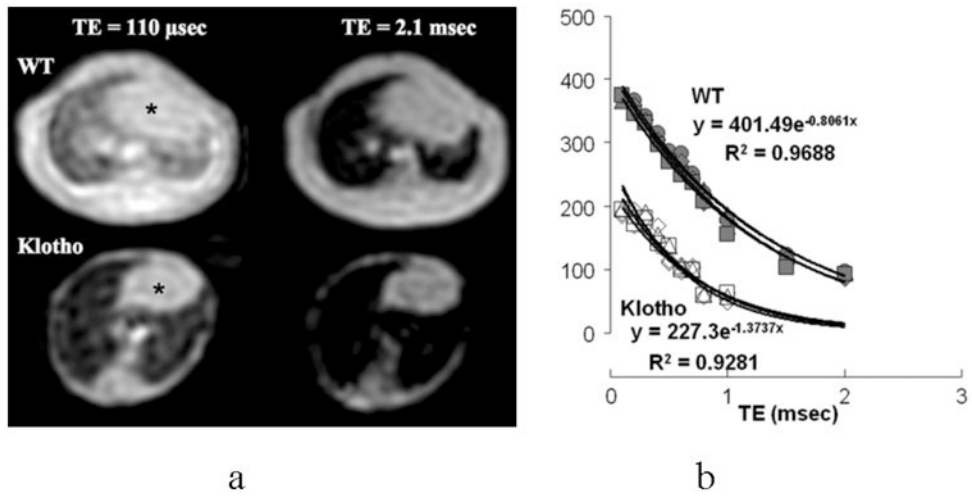 TE = 110 μsec TE = 2.1 msec
WT
*
Klotho
*
a
500
400
300
200
100
0
WT
y = 401.49e^-0.8061x
R² = 0.9688
Klotho
y = 227.3e^-1.3737x
R² = 0.9281
0 1 2 3
TE (msec)
b